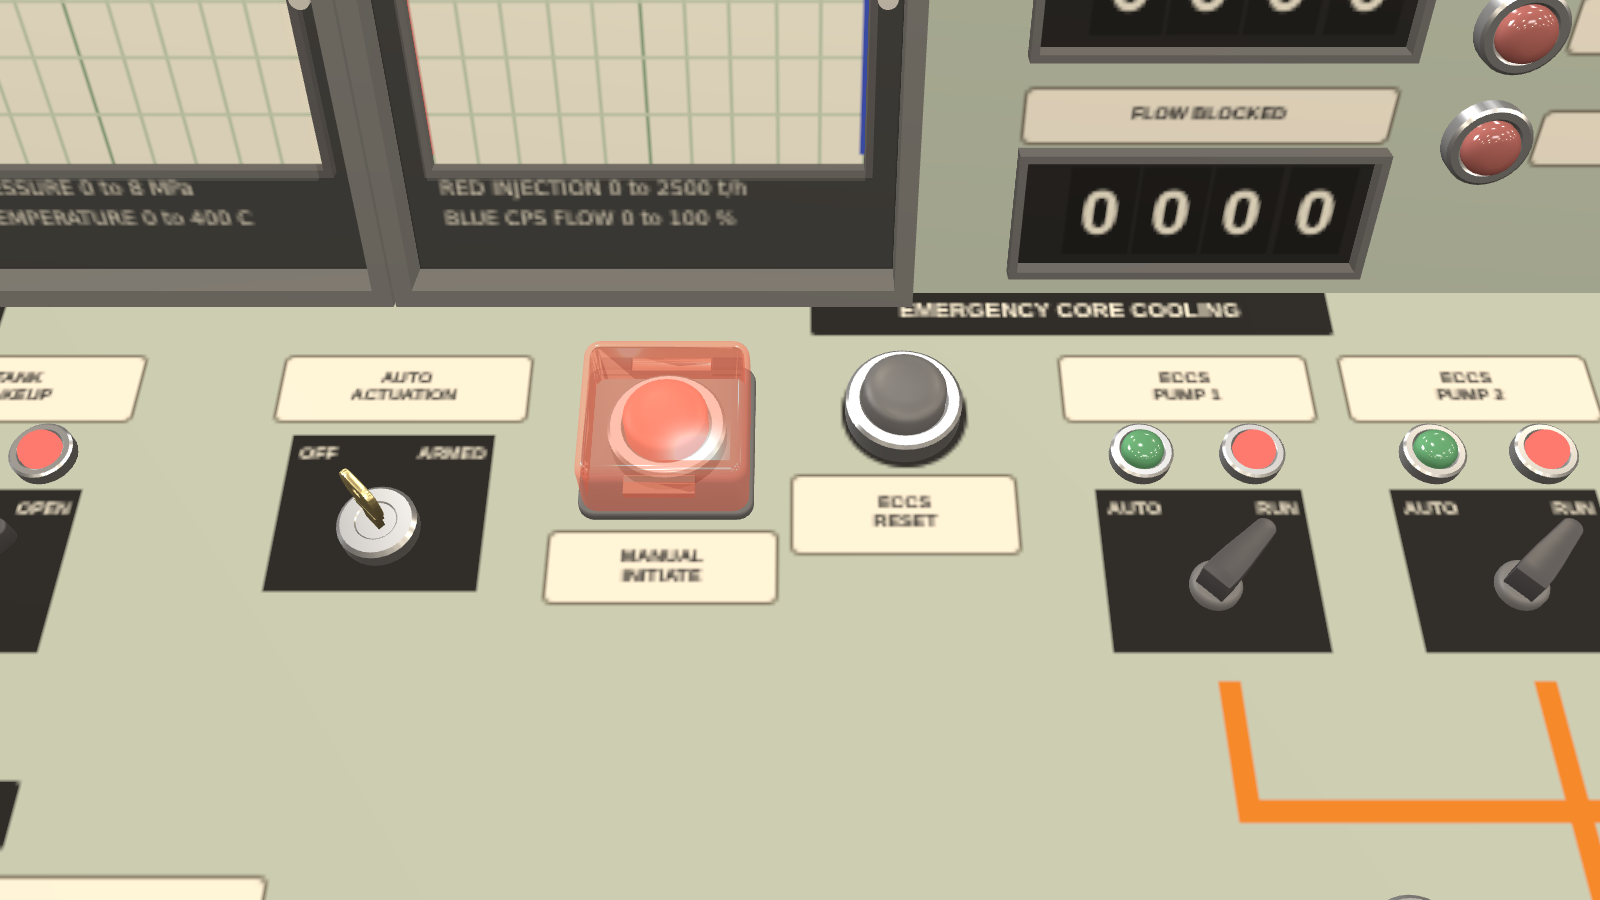 0 0 0 0
FLOW BLOCKED
0 0 0 0
RED INJECTION 0 to 2500 t/h
BLUE CPS FLOW 0 to 100 %
0 to 8 MPa
0 to 400 C
EMERGENCY CORE COOLING
TANK
AUTO
ACTUATION
OFF
ARMED
OPEN
MANUAL
INITIATE
ECCS
RESET
ECCS
PUMP 1
AUTO
RUN
ECCS
PUMP 2
AUTO
RUN